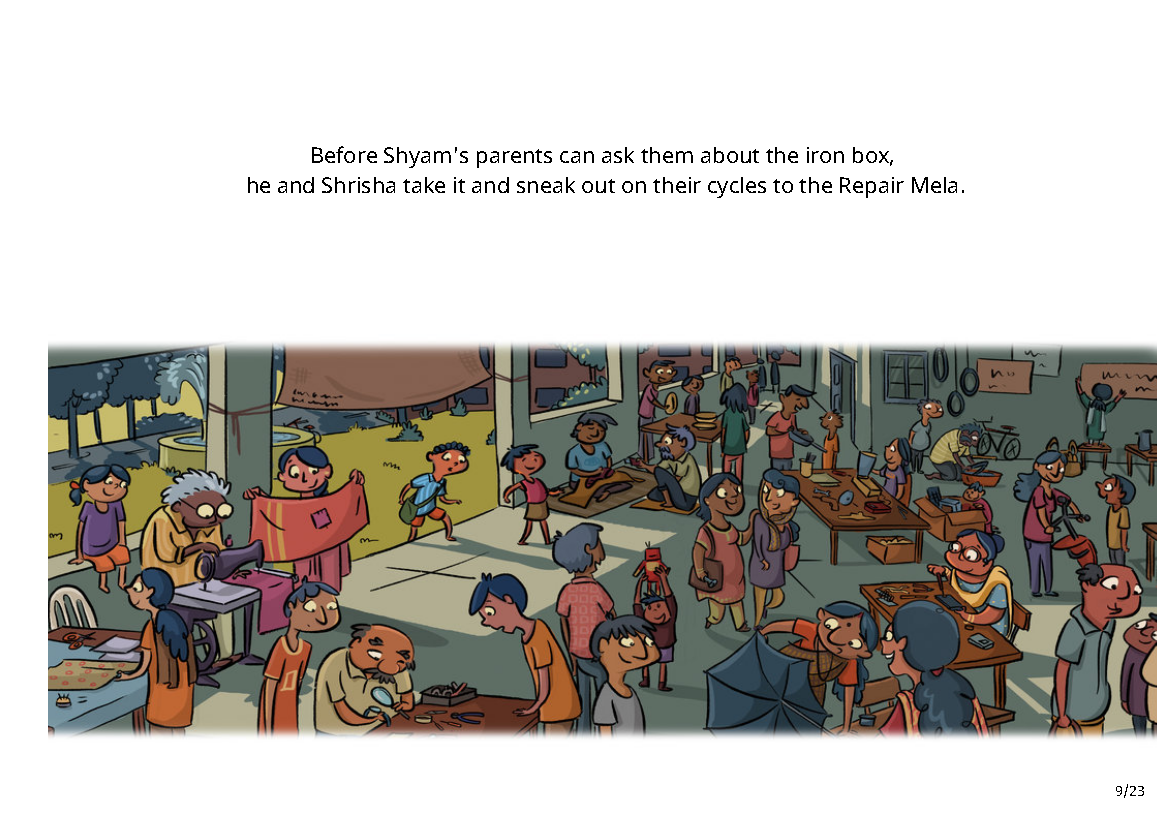 Before Shyam's parents can ask them about the iron box,
he and Shrisha take it and sneak out on their cycles to the Repair Mela.
9/23